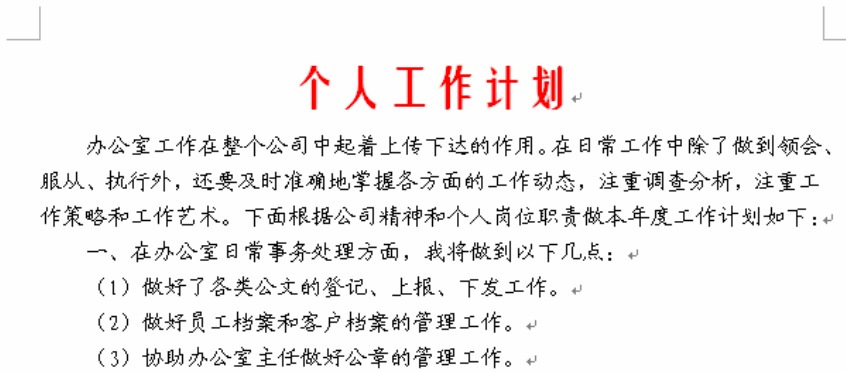 个人工作计划
办公室工作在整个公司中起着上传下达的作用。在日常工作中除了做到领会、
服从、执行外，还要及时准确地掌握各方面的工作动态，注重调查分析，注重工
作策略和工作艺术。下面根据公司精神和个人岗位职责做本年度工作计划如下：
一、在办公室日常事务处理方面，我将做到以下几点：
（1）做好了各类公文的登记、上报、下发工作。
（2）做好员工档案和客户档案的管理工作。
（3）协助办公室主任做好公章的管理工作。